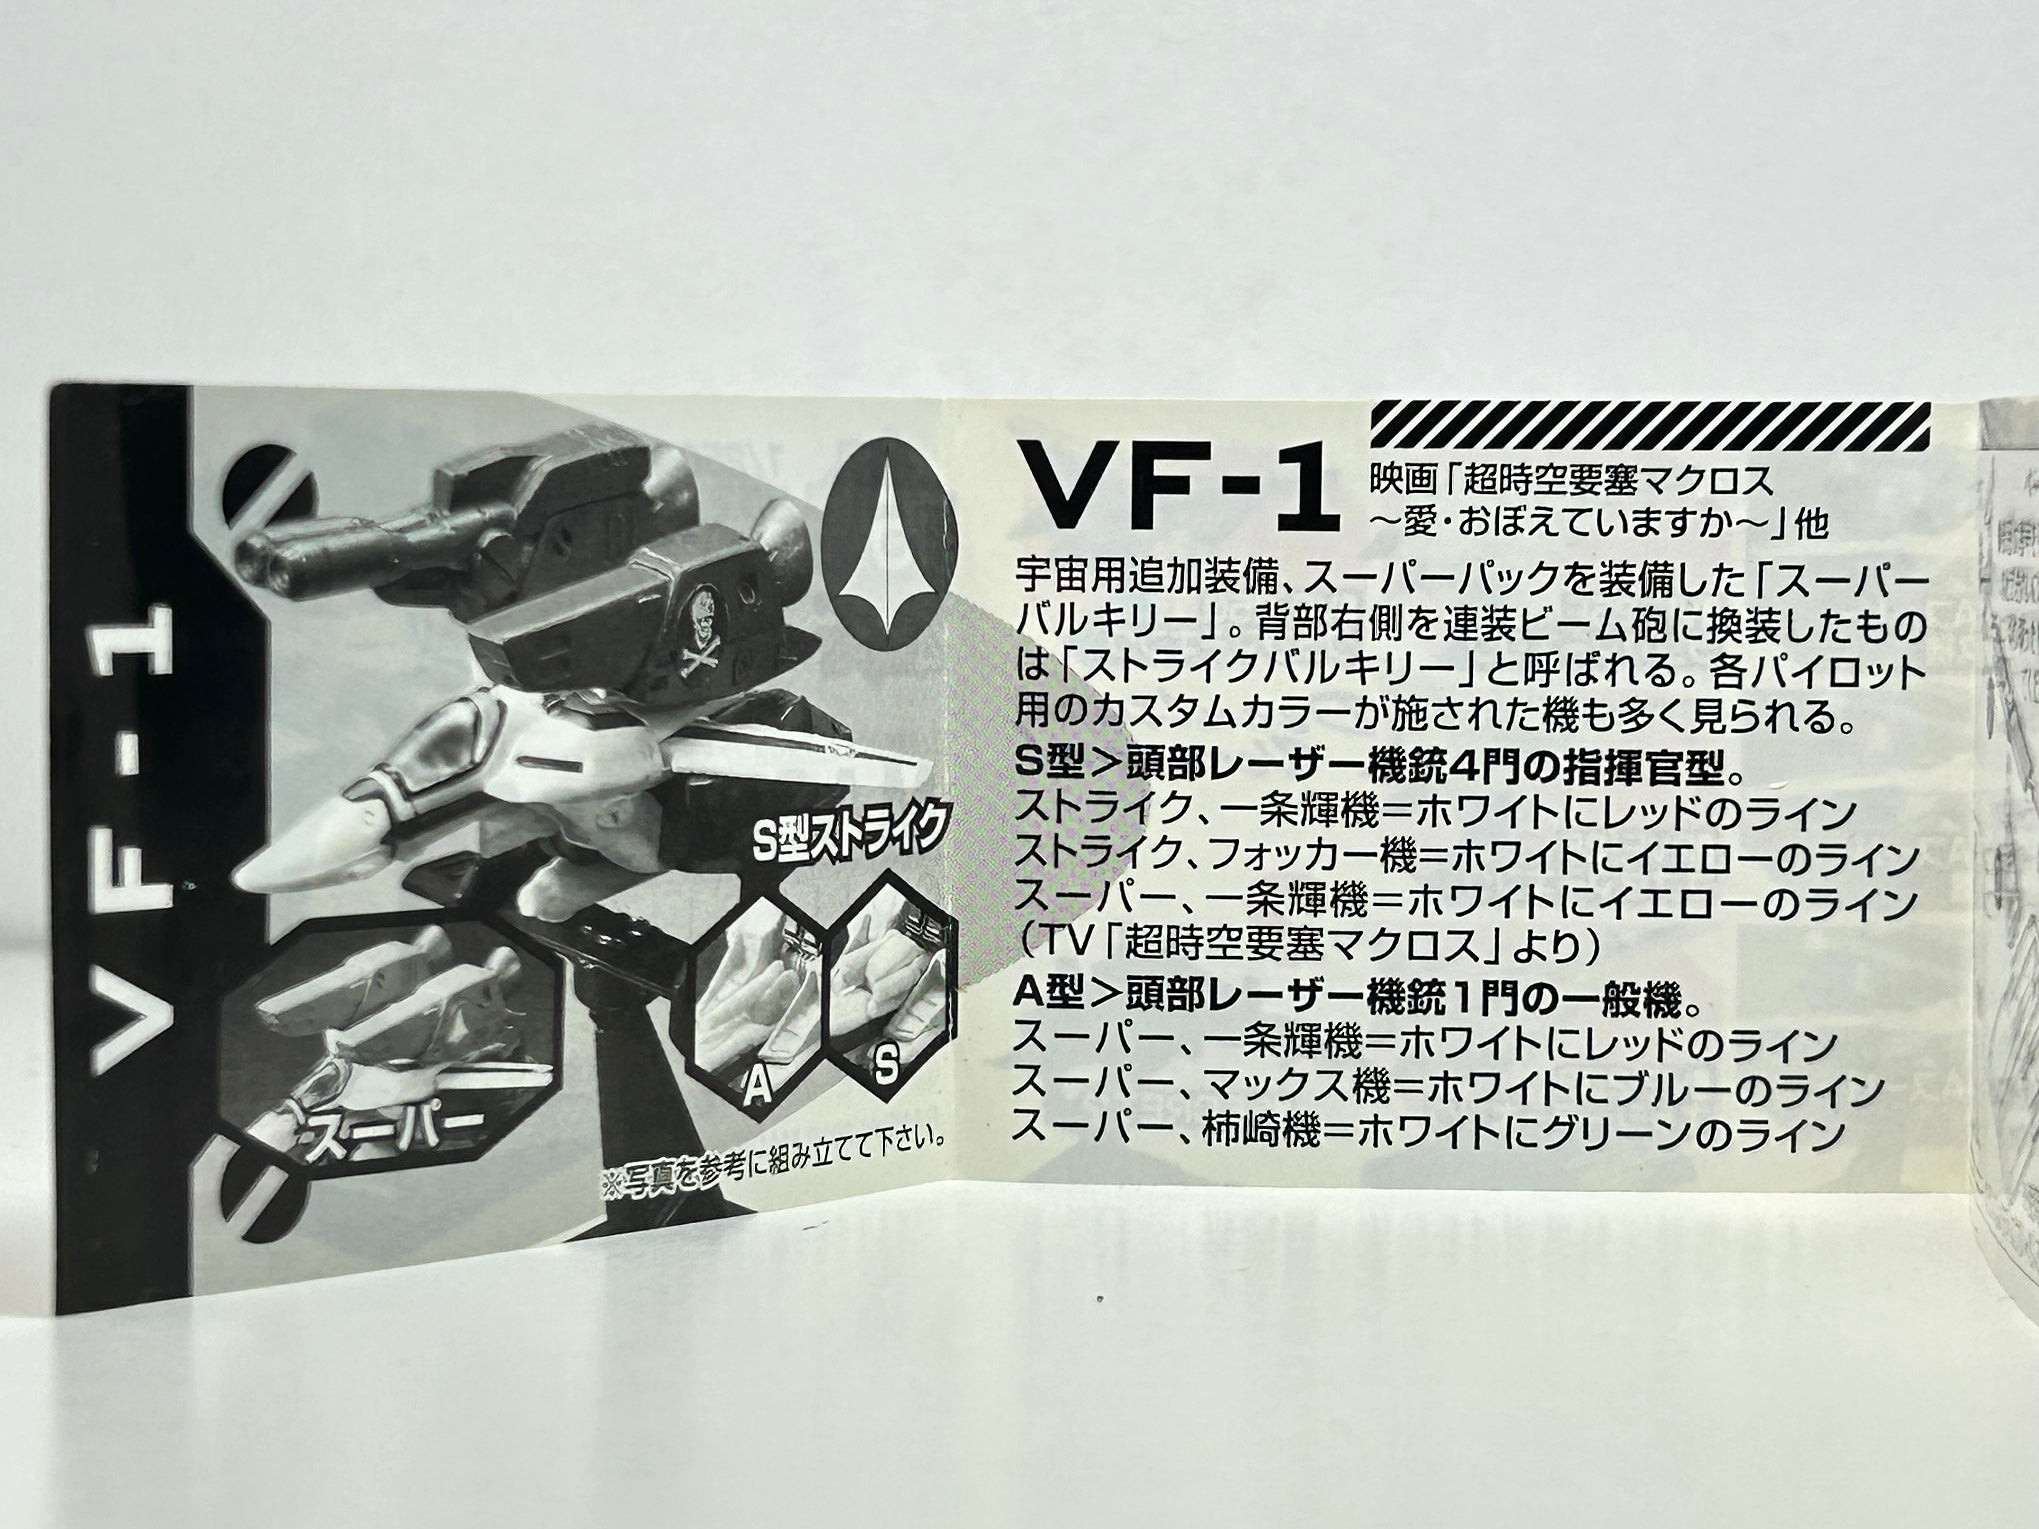 VF-1
S型ストライク
スーパー
A
S
※写真を参考に組み立てて下さい。
VF-1
映画「超時空要塞マクロス
～愛・おぼえていますか～」他
宇宙用追加装備、スーパーパックを装備した「スーパー
バルキリー」。背部右側を連装ビーム砲に換装したもの
は「ストライクバルキリー」と呼ばれる。各パイロット
用のカスタムカラーが施された機も多く見られる。
S型＞頭部レーザー機銃4門の指揮官型。
ストライク、一条輝機＝ホワイトにレッドのライン
ストライク、フォッカー機＝ホワイトにイエローのライン
スーパー、一条輝機＝ホワイトにイエローのライン
（TV「超時空要塞マクロス」より）
A型＞頭部レーザー機銃1門の一般機。
スーパー、一条輝機＝ホワイトにレッドのライン
スーパー、マックス機＝ホワイトにブルーのライン
スーパー、柿崎機＝ホワイトにグリーンのライン